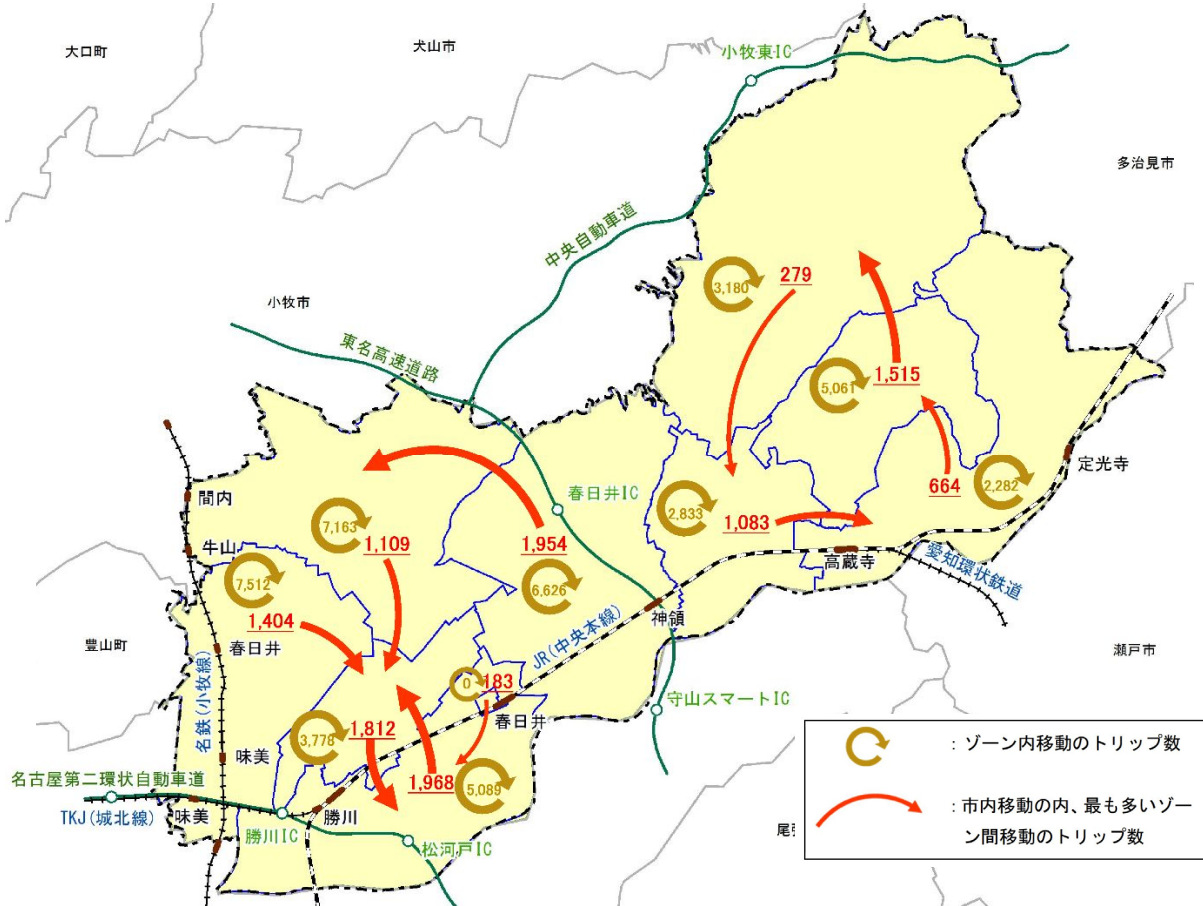 大口町
犬山市
小牧東IC
多治見市
中央自動車道
小牧市
279
3,180
東名高速道路
1,515
5,061
定光寺
664
2,282
間内
春日井IC
2,833
1,083
7,163
1,109
1,954
牛山
高蔵寺
愛知環状鉄道
7,512
6,626
1,404
神領
豊山町
春日井
JR(中央本線)
瀬戸市
名鉄(小牧線)
0
183
守山スマートIC
春日井
1,812
3,778
味美
1,968
5,089
名古屋第二環状自動車道
TKJ(城北線)
味美
勝川
勝川IC
松河戸IC
尾
: ゾーン内移動のトリップ数
: 市内移動の内、最も多いゾー
ン間移動のトリップ数